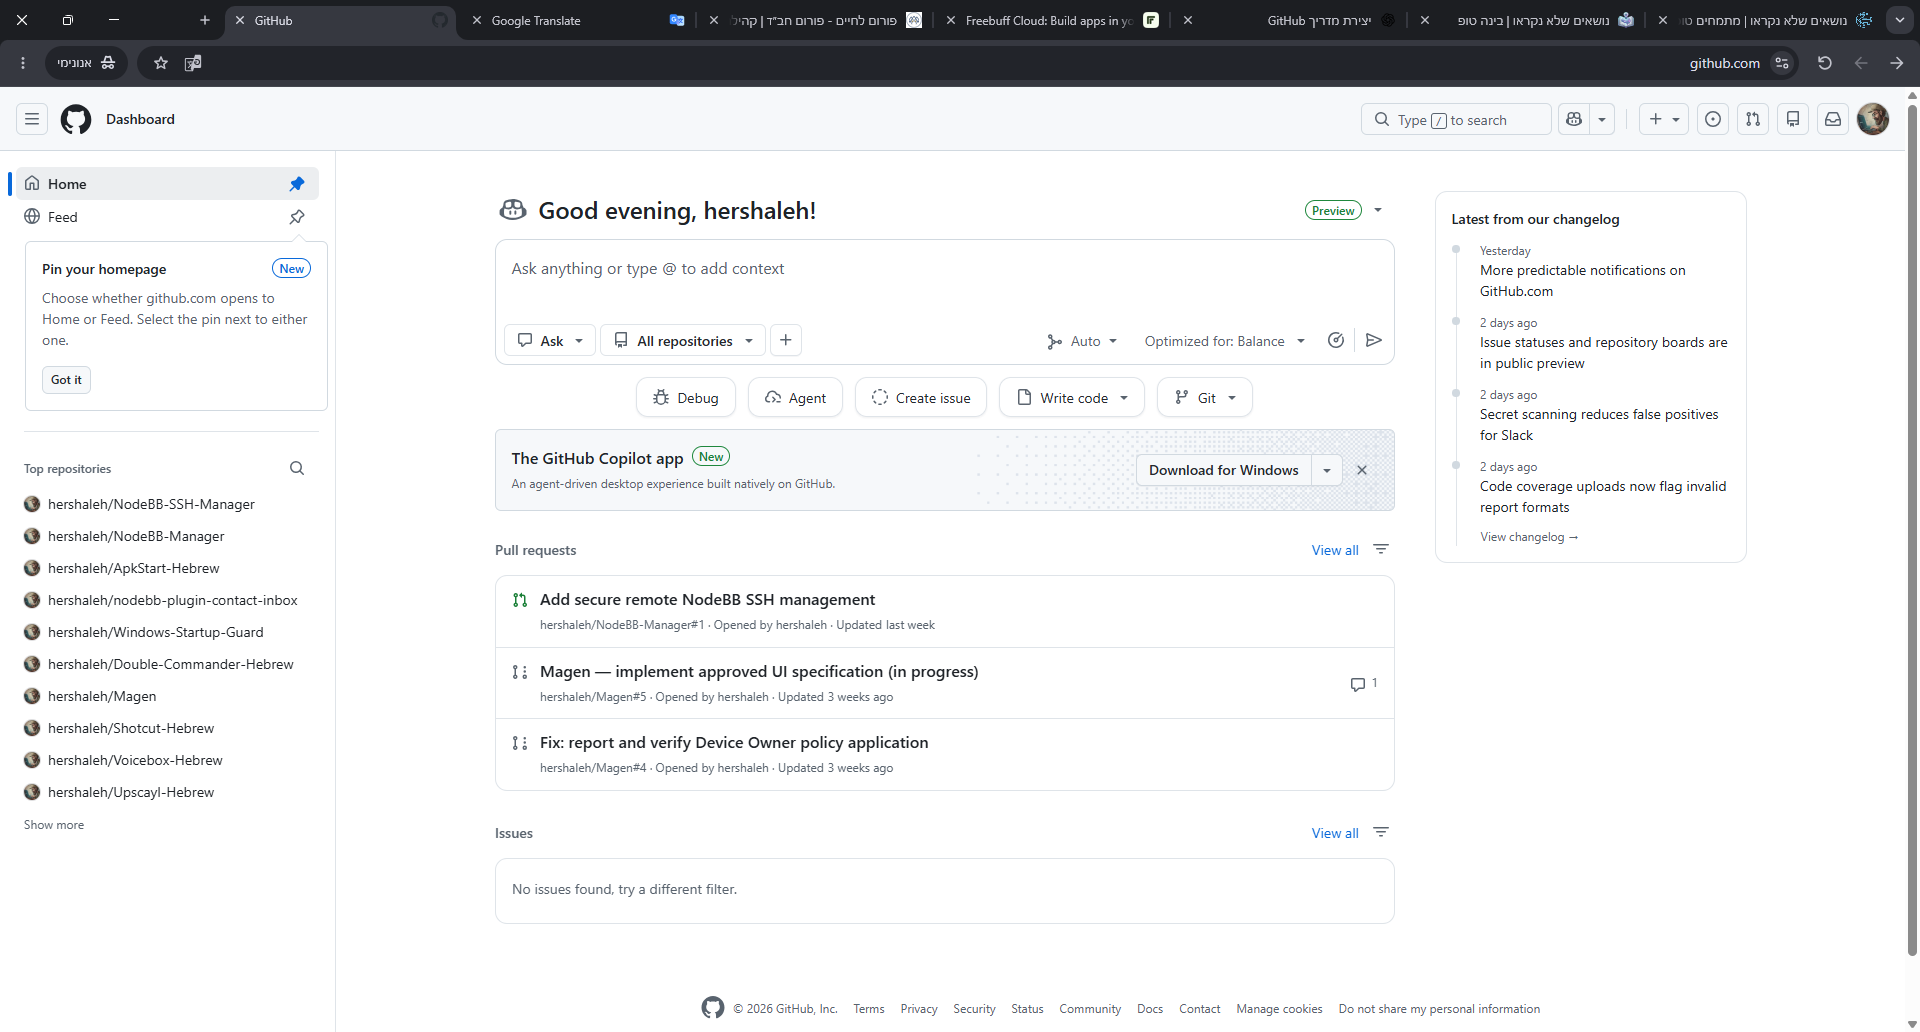 GitHub
Google Translate
פורום לחיים - פורום חב"ד | קהיל
Freebuff Cloud: Build apps in yo
יצירת מדריך GitHub
נושאים שלא נקראו | בינה טופ
נושאים שלא נקראו | מתמחים טופ
אנונימי
github.com
Dashboard
Type / to search
Home
Feed
Pin your homepage
New
Choose whether github.com opens to
Home or Feed. Select the pin next to either
one.
Got it
Top repositories
hershaleh/NodeBB-SSH-Manager
hershaleh/NodeBB-Manager
hershaleh/ApkStart-Hebrew
hershaleh/nodebb-plugin-contact-inbox
hershaleh/Windows-Startup-Guard
hershaleh/Double-Commander-Hebrew
hershaleh/Magen
hershaleh/Shotcut-Hebrew
hershaleh/Voicebox-Hebrew
hershaleh/Upscayl-Hebrew
Show more
Good evening, hershaleh!
Preview
Ask anything or type @ to add context
Ask
All repositories
Auto
Optimized for: Balance
Debug
Agent
Create issue
Write code
Git
The GitHub Copilot app New
An agent-driven desktop experience built natively on GitHub.
Download for Windows
Pull requests
View all
Add secure remote NodeBB SSH management
hershaleh/NodeBB-Manager#1 · Opened by hershaleh · Updated last week
Magen — implement approved UI specification (in progress)
hershaleh/Magen#5 · Opened by hershaleh · Updated 3 weeks ago
1
Fix: report and verify Device Owner policy application
hershaleh/Magen#4 · Opened by hershaleh · Updated 3 weeks ago
Issues
View all
No issues found, try a different filter.
Latest from our changelog
Yesterday
More predictable notifications on
GitHub.com
2 days ago
Issue statuses and repository boards are
in public preview
2 days ago
Secret scanning reduces false positives
for Slack
2 days ago
Code coverage uploads now flag invalid
report formats
View changelog →
© 2026 GitHub, Inc.
Terms
Privacy
Security
Status
Community
Docs
Contact
Manage cookies
Do not share my personal information